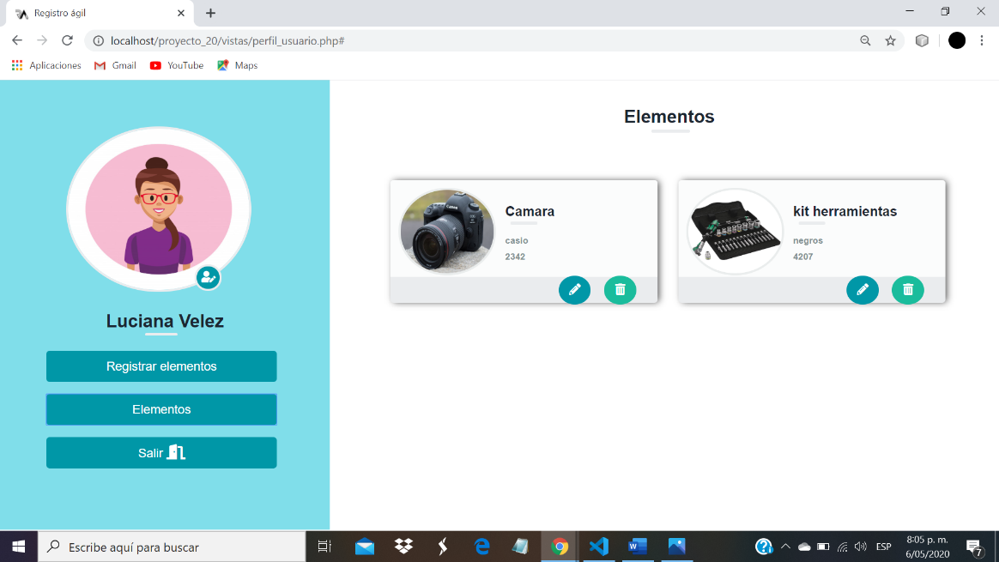 Registro ágil
localhost/proyecto_20/vistas/perfil_usuario.php#
Aplicaciones
Gmail
YouTube
Maps
Elementos
Canon
Camara
casio
2342
kit herramientas
negros
4207
Luciana Velez
Registrar elementos
Elementos
Salir
Escribe aquí para buscar
ESP
8:05 p. m.
6/05/2020
7